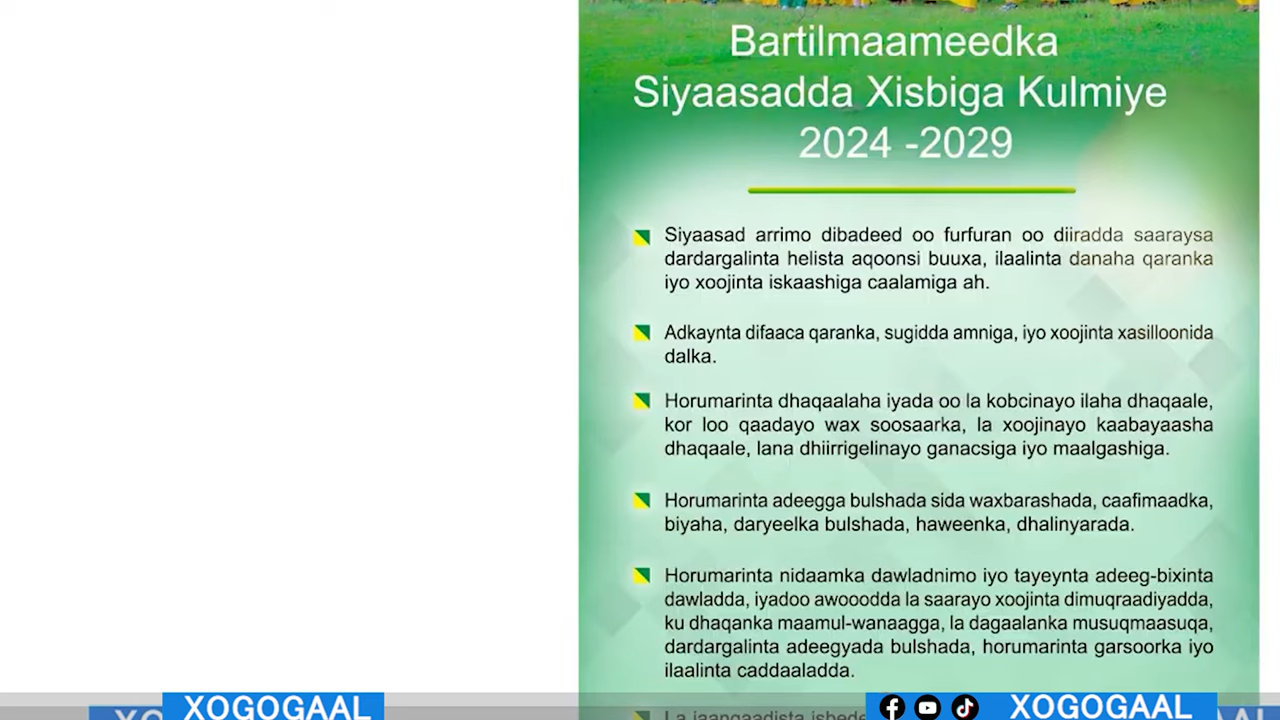 Bartilmaameedka
Siyaasadda Xisbiga Kulmiye
2024 -2029
Siyaasad arrimo dibadeed oo furfuran oo diiradda saaraysa
dardargalinta helista aqoonsi buuxa, ilaalinta danaha qaranka
iyo xoojinta iskaashiga caalamiga ah.
Adkaynta difaaca qaranka, sugidda amniga, iyo xoojinta xasilloonida
dalka.
Horumarinta dhaqaalaha iyada oo la kobcinayo ilaha dhaqaale,
kor loo qaadayo wax soosaarka, la xoojinayo kaabayaasha
dhaqaale, lana dhiirrigelinayo ganacsiga iyo maalgashiga.
Horumarinta adeegga bulshada sida waxbarashada, caafimaadka,
biyaha, daryeelka bulshada, haweenka, dhalinyarada.
Horumarinta nidaamka dawladnimo iyo tayeynta adeeg-bixinta
dawladda, iyadoo awooodda la saarayo xoojinta dimuqraadiyadda,
ku dhaqanka maamul-wanaagga, la dagaalanka musuqmaasuqa,
dardargalinta adeegyada bulshada, horumarinta garsoorka iyo
ilaalinta caddaaladda.
XOGOGAAL
XOGOGAAL